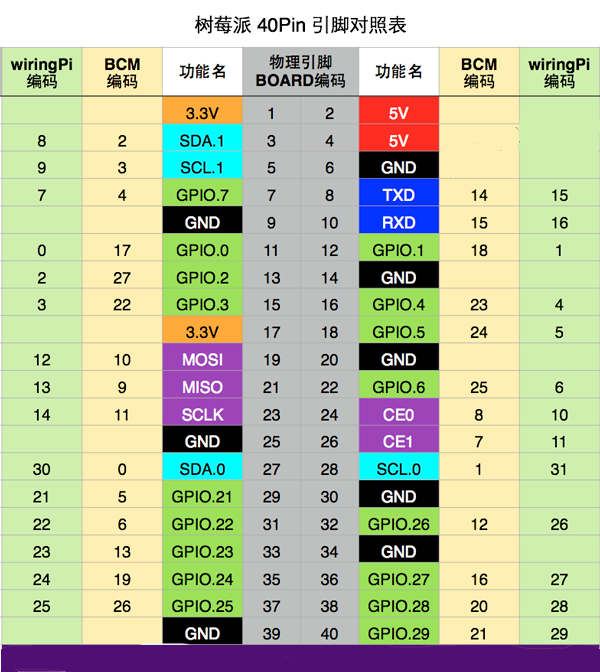 树莓派 40Pin 引脚对照表
wiringPi BCM 功能名 物理引脚 功能名 BCM wiringPi
编码 编码 BOARD编码 编码 编码
3.3V 1 2 5V
8 2 SDA.1 3 4 5V
9 3 SCL.1 5 6 GND
7 4 GPIO.7 7 8 TXD 14 15
GND 9 10 RXD 15 16
0 17 GPIO.0 11 12 GPIO.1 18 1
2 27 GPIO.2 13 14 GND
3 22 GPIO.3 15 16 GPIO.4 23 4
3.3V 17 18 GPIO.5 24 5
12 10 MOSI 19 20 GND
13 9 MISO 21 22 GPIO.6 25 6
14 11 SCLK 23 24 CE0 8 10
GND 25 26 CE1 7 11
30 0 SDA.0 27 28 SCL.0 1 31
21 5 GPIO.21 29 30 GND
22 6 GPIO.22 31 32 GPIO.26 12 26
23 13 GPIO.23 33 34 GND
24 19 GPIO.24 35 36 GPIO.27 16 27
25 26 GPIO.25 37 38 GPIO.28 20 28
GND 39 40 GPIO.29 21 29